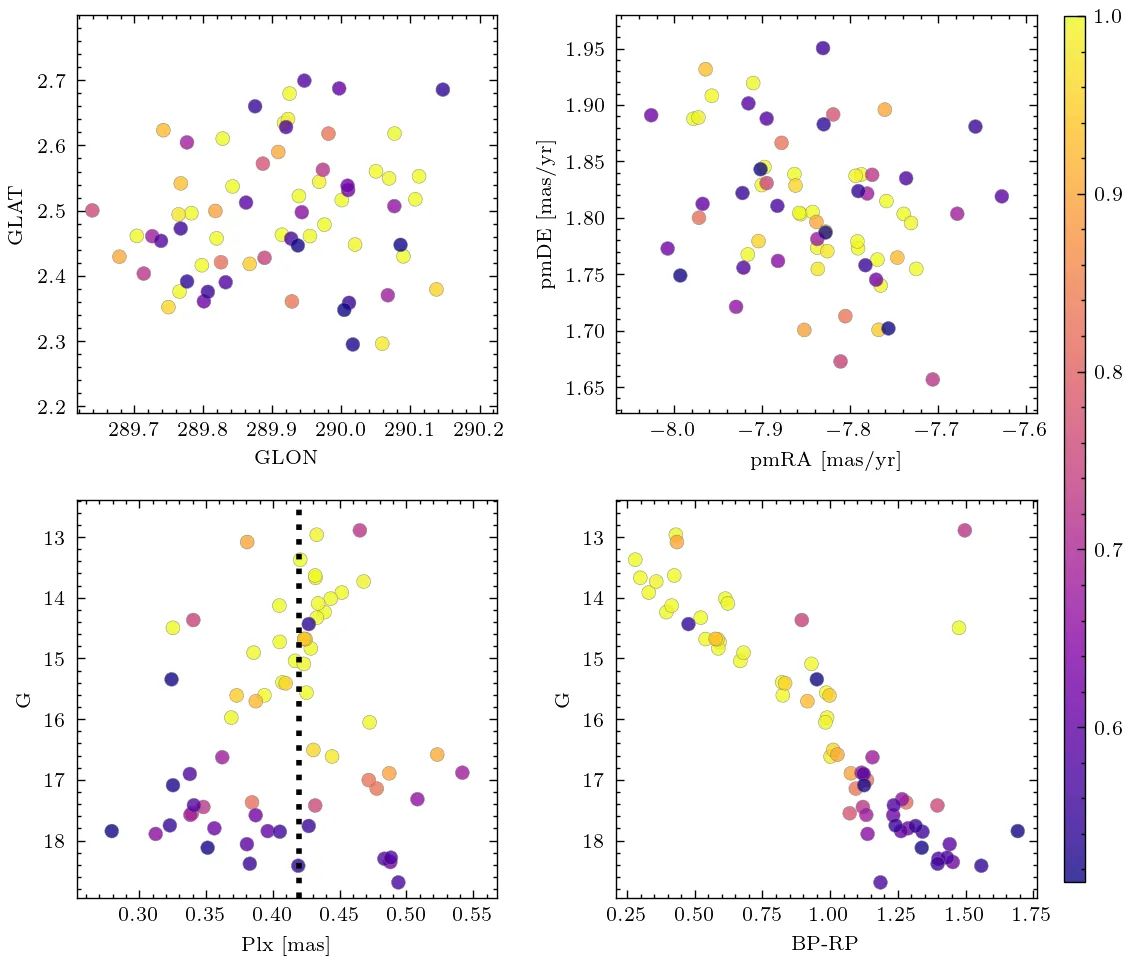 2.7
2.6
2.5
2.4
2.3
2.2
GLAT
289.7 289.8 289.9 290.0 290.1 290.2
GLON
1.95
1.90
1.85
1.80
1.75
1.70
1.65
pmDE [mas/yr]
−8.0 −7.9 −7.8 −7.7 −7.6
pmRA [mas/yr]
1.0
0.9
0.8
0.7
0.6
13
14
15
16
17
18
G
0.30 0.35 0.40 0.45 0.50 0.55
Plx [mas]
13
14
15
16
17
18
G
0.25 0.50 0.75 1.00 1.25 1.50 1.75
BP-RP